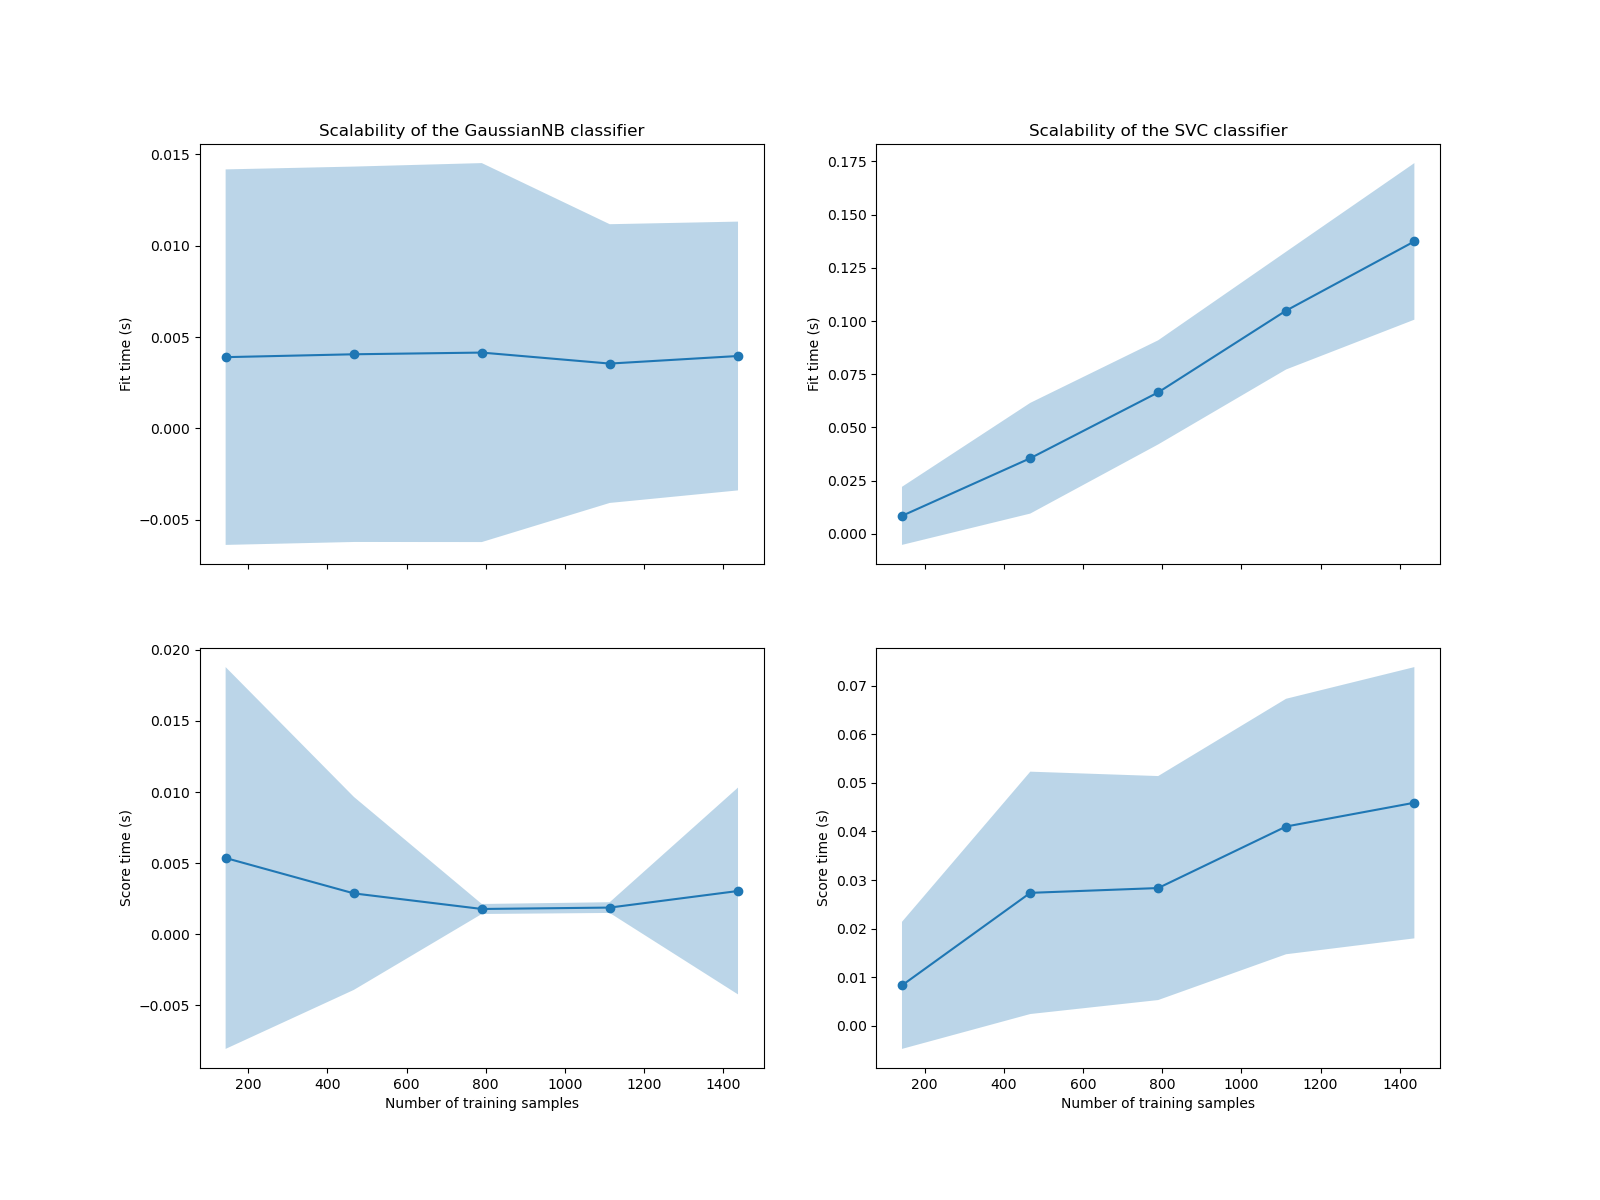 Scalability of the GaussianNB classifier
0.015
0.010
0.005
0.000
−0.005
Fit time (s)
Scalability of the SVC classifier
0.175
0.150
0.125
0.100
0.075
0.050
0.025
0.000
Fit time (s)
0.020
0.015
0.010
0.005
0.000
−0.005
Score time (s)
200 400 600 800 1000 1200 1400
Number of training samples
0.07
0.06
0.05
0.04
0.03
0.02
0.01
0.00
Score time (s)
200 400 600 800 1000 1200 1400
Number of training samples